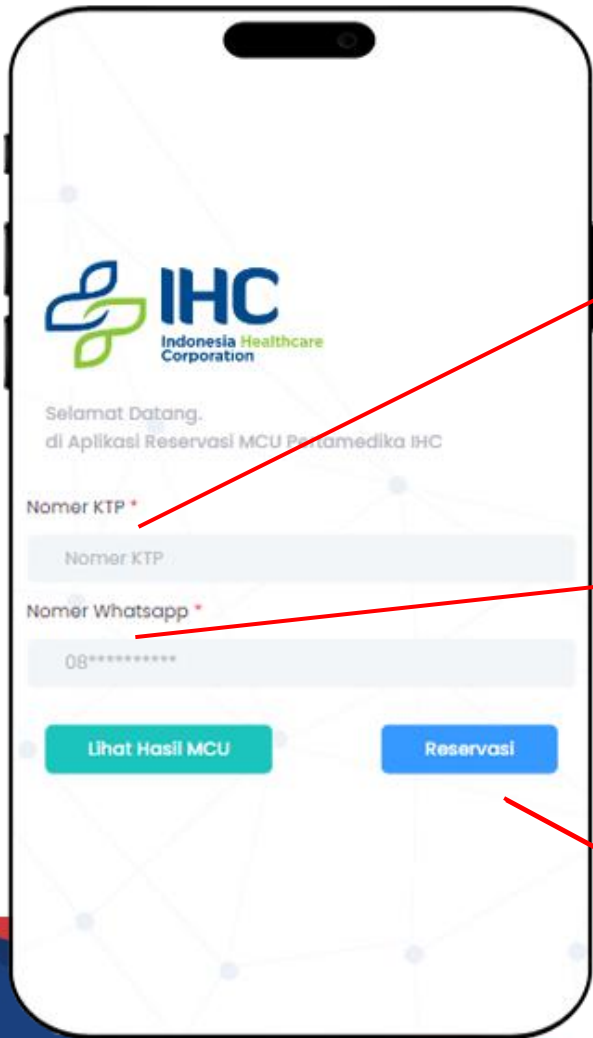 IHC
Indonesia Healthcare
Corporation
Selamat Datang.
di Aplikasi Reservasi MCU Pertamedika IHC
Nomer KTP *
Nomer KTP
Nomer Whatsapp *
08**********
Lihat Hasil MCU
Reservasi